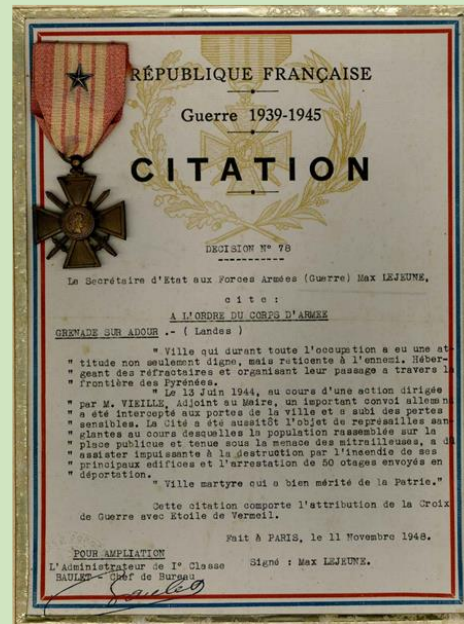 RÉPUBLIQUE FRANÇAISE
Guerre 1939-1945
CITATION
DECISION N° 78
Le Secrétaire d'Etat aux Forces Armées (Guerre) Max LEJEUNE,
cite :
A L'ORDRE DU CORPS D'ARMEE
GRENADE SUR ADOUR .- ( Landes )
" Ville qui durant toute l'occupation a eu une at-
" titude non seulement digne, mais reticente à l'ennemi. Héber-
" geant des réfractaires et organisant leur passage a travers la
" frontière des Pyrénées.
" Le 13 Juin 1944, au cours d'une action dirigée
" par M. VIEILLE, Adjoint au Maire, un important convoi allemand
" a été intercepté aux portes de la ville et a subi des pertes
" sensibles. La Cité a été aussitôt l'objet de represailles san-
" glantes au cours desquelles la population rassemblée sur la
" place publique et tenue sous la menace des mitrailleuses, a dû
" assister impuissante à la destruction par l'incendie de ses
" principaux edifices et l'arrestation de 50 otages envoyés en
" déportation.
" Ville martyre qui a bien mérité de la Patrie."
Cette citation comporte l'attribution de la Croix
de Guerre avec Etoile de Vermeil.
Fait à PARIS, le 11 Novembre 1948.
POUR AMPLIATION
L'Administrateur de I° Classe
BAULET - Chef de Bureau
Signé : Max LEJEUNE.
Baulet